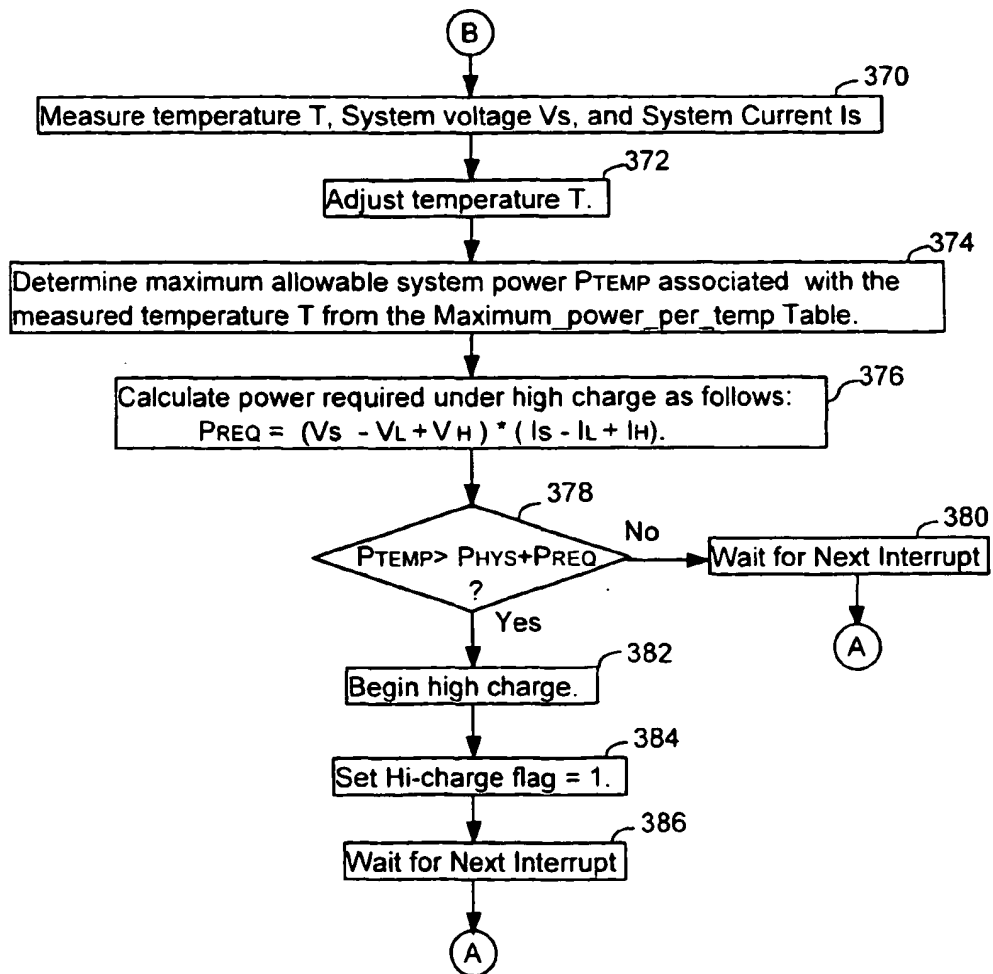 B
370
Measure temperature T, System voltage Vs, and System Current Is
372
Adjust temperature T.
374
Determine maximum allowable system power PTEMP associated with the
measured temperature T from the Maximum_power_per_temp Table.
376
Calculate power required under high charge as follows:
PREQ = (VS - VL + VH) * (IS - IL + IH).
378
PTEMP> PHYS+PREQ
?
No
380
Wait for Next Interrupt
A
Yes
382
Begin high charge.
384
Set Hi-charge flag = 1.
386
Wait for Next Interrupt
A